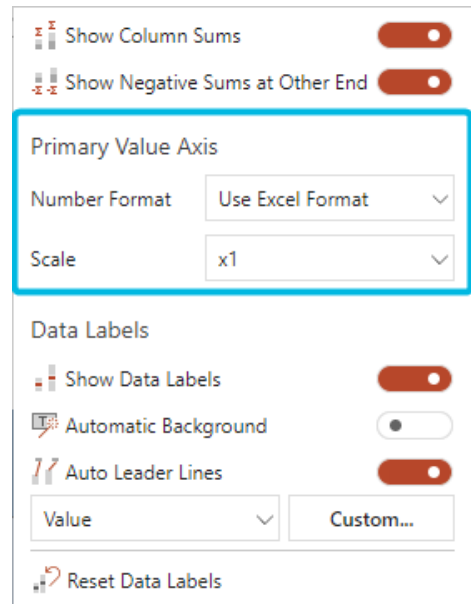 Show Column Sums
Show Negative Sums at Other End
Primary Value Axis
Number Format Use Excel Format
Scale x1
Data Labels
Show Data Labels
Automatic Background
Auto Leader Lines
Value Custom...
Reset Data Labels